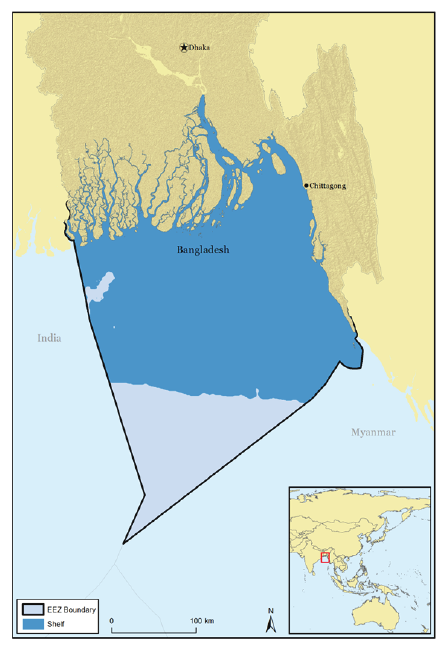 Dhaka
Chittagong
Bangladesh
India
Myanmar
EEZ Boundary
Shelf
0
100 km
N